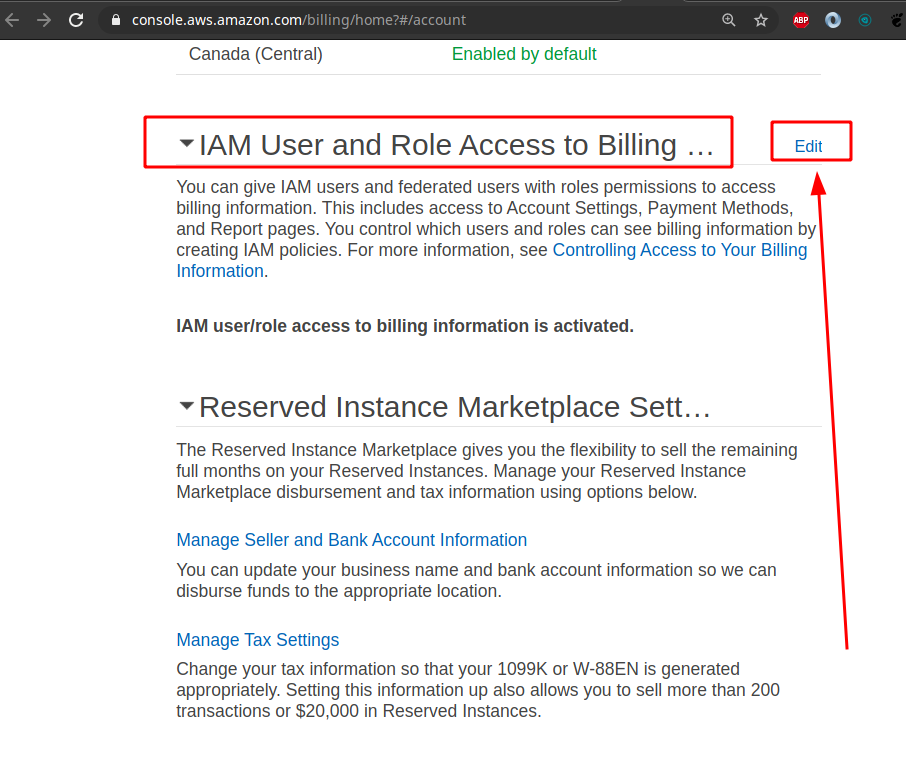 console.aws.amazon.com/billing/home?#/account
ABP
Canada (Central) Enabled by default
IAM User and Role Access to Billing …
Edit
You can give IAM users and federated users with roles permissions to access
billing information. This includes access to Account Settings, Payment Methods,
and Report pages. You control which users and roles can see billing information by
creating IAM policies. For more information, see Controlling Access to Your Billing
Information.
IAM user/role access to billing information is activated.
Reserved Instance Marketplace Sett…
The Reserved Instance Marketplace gives you the flexibility to sell the remaining
full months on your Reserved Instances. Manage your Reserved Instance
Marketplace disbursement and tax information using options below.
Manage Seller and Bank Account Information
You can update your business name and bank account information so we can
disburse funds to the appropriate location.
Manage Tax Settings
Change your tax information so that your 1099K or W-88EN is generated
appropriately. Setting this information up also allows you to sell more than 200
transactions or $20,000 in Reserved Instances.